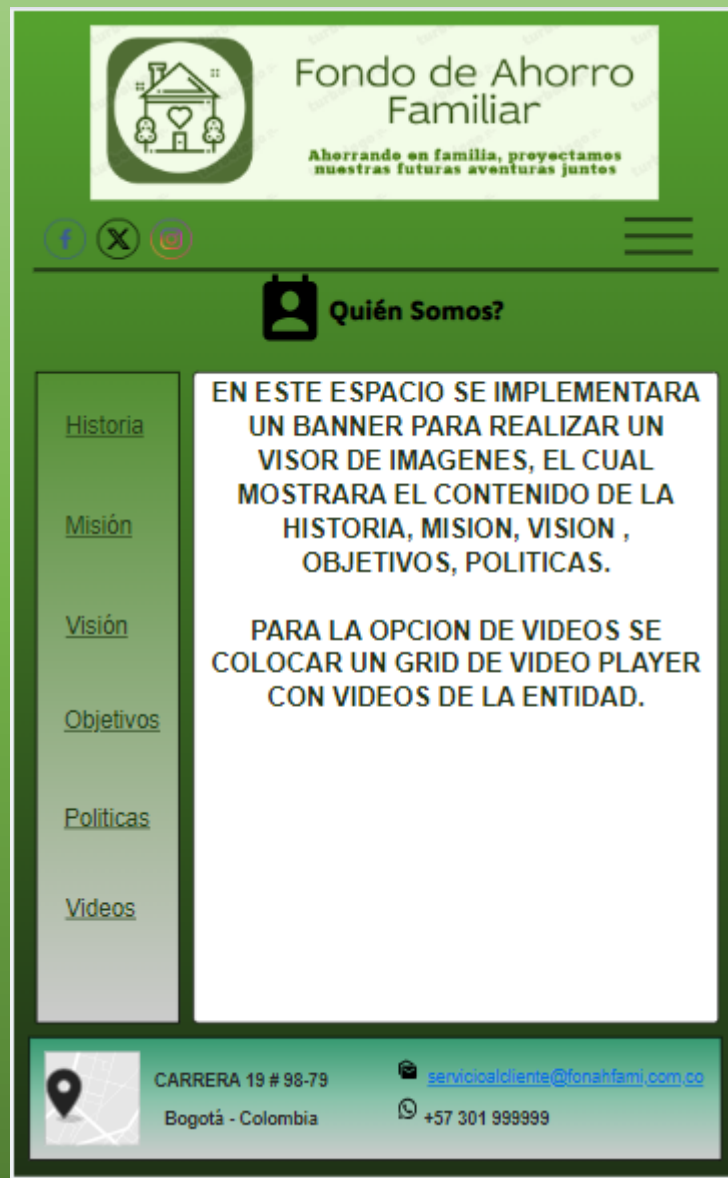 Fondo de Ahorro
Familiar
Ahorrando en familia, proyectamos
nuestras futuras aventuras juntos
Quién Somos?
Historia
Misión
Visión
Objetivos
Politicas
Videos
EN ESTE ESPACIO SE IMPLEMENTARA
UN BANNER PARA REALIZAR UN
VISOR DE IMAGENES, EL CUAL
MOSTRARA EL CONTENIDO DE LA
HISTORIA, MISION, VISION ,
OBJETIVOS, POLITICAS.
PARA LA OPCION DE VIDEOS SE
COLOCAR UN GRID DE VIDEO PLAYER
CON VIDEOS DE LA ENTIDAD.
CARRERA 19 # 98-79
Bogotá - Colombia
servicioalcliente@fonahfami,com,co
+57 301 999999